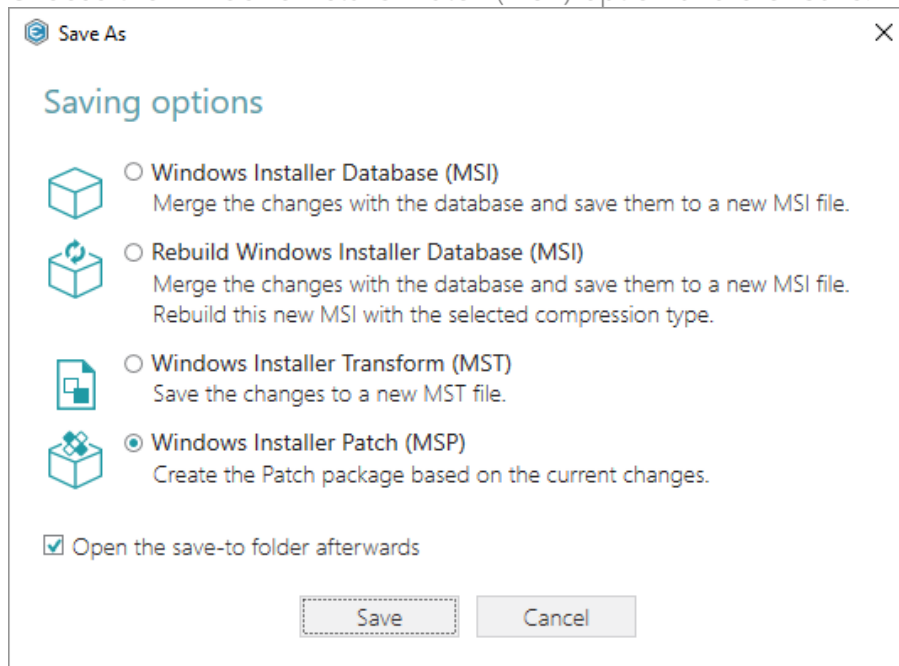 Save As
Saving options
Windows Installer Database (MSI)
Merge the changes with the database and save them to a new MSI file.
Rebuild Windows Installer Database (MSI)
Merge the changes with the database and save them to a new MSI file.
Rebuild this new MSI with the selected compression type.
Windows Installer Transform (MST)
Save the changes to a new MST file.
Windows Installer Patch (MSP)
Create the Patch package based on the current changes.
Open the save-to folder afterwards
Save Cancel